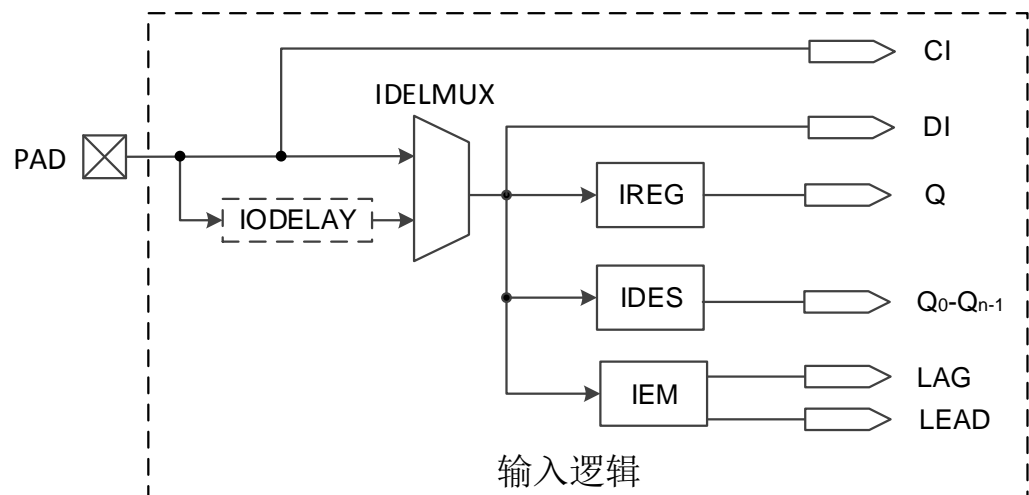 CI
IDELMUX
DI
PAD
IREG
Q
IODELAY
IDES
Q0-Qn-1
IEM
LAG
LEAD
输入逻辑